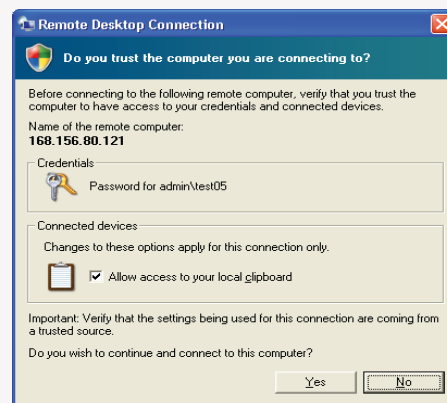 Remote Desktop Connection
Do you trust the computer you are connecting to?
Before connecting to the following remote computer, verify that you trust the
computer to have access to your credentials and connected devices.
Name of the remote computer:
168.156.80.121
Credentials
Password for admin\test05
Connected devices
Changes to these options apply for this connection only.
Allow access to your local clipboard
Important: Verify that the settings being used for this connection are coming from
a trusted source.
Do you wish to continue and connect to this computer?
Yes No